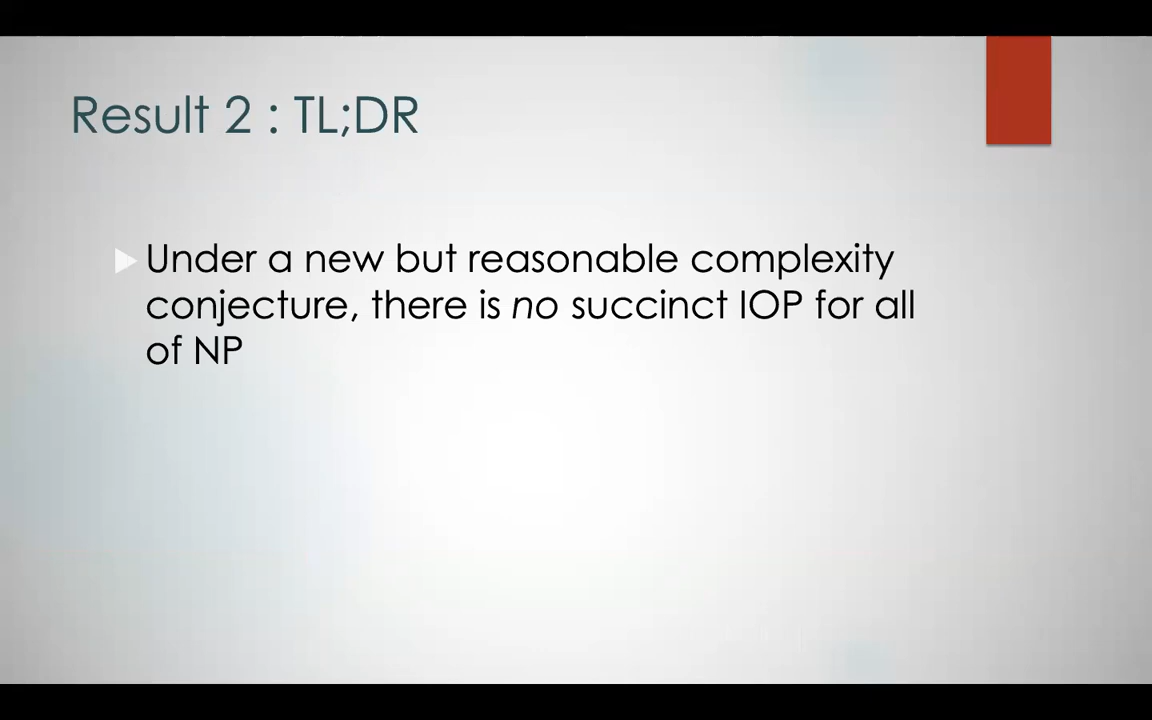 Result 2 : TL;DR
Under a new but reasonable complexity
conjecture, there is no succinct IOP for all
of NP